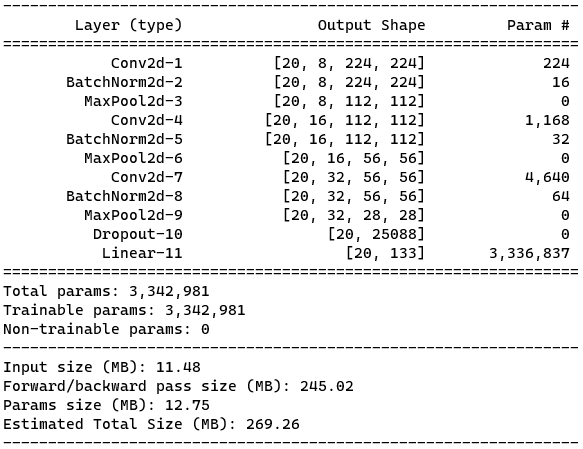 ----------------------------------------------------------------
        Layer (type)               Output Shape         Param #
================================================================
            Conv2d-1          [20, 8, 224, 224]             224
       BatchNorm2d-2          [20, 8, 224, 224]              16
         MaxPool2d-3          [20, 8, 112, 112]               0
            Conv2d-4         [20, 16, 112, 112]           1,168
       BatchNorm2d-5         [20, 16, 112, 112]              32
         MaxPool2d-6           [20, 16, 56, 56]               0
            Conv2d-7           [20, 32, 56, 56]           4,640
       BatchNorm2d-8           [20, 32, 56, 56]              64
         MaxPool2d-9           [20, 32, 28, 28]               0
          Dropout-10                [20, 25088]               0
           Linear-11                  [20, 133]       3,336,837
================================================================
Total params: 3,342,981
Trainable params: 3,342,981
Non-trainable params: 0
----------------------------------------------------------------
Input size (MB): 11.48
Forward/backward pass size (MB): 245.02
Params size (MB): 12.75
Estimated Total Size (MB): 269.26
----------------------------------------------------------------